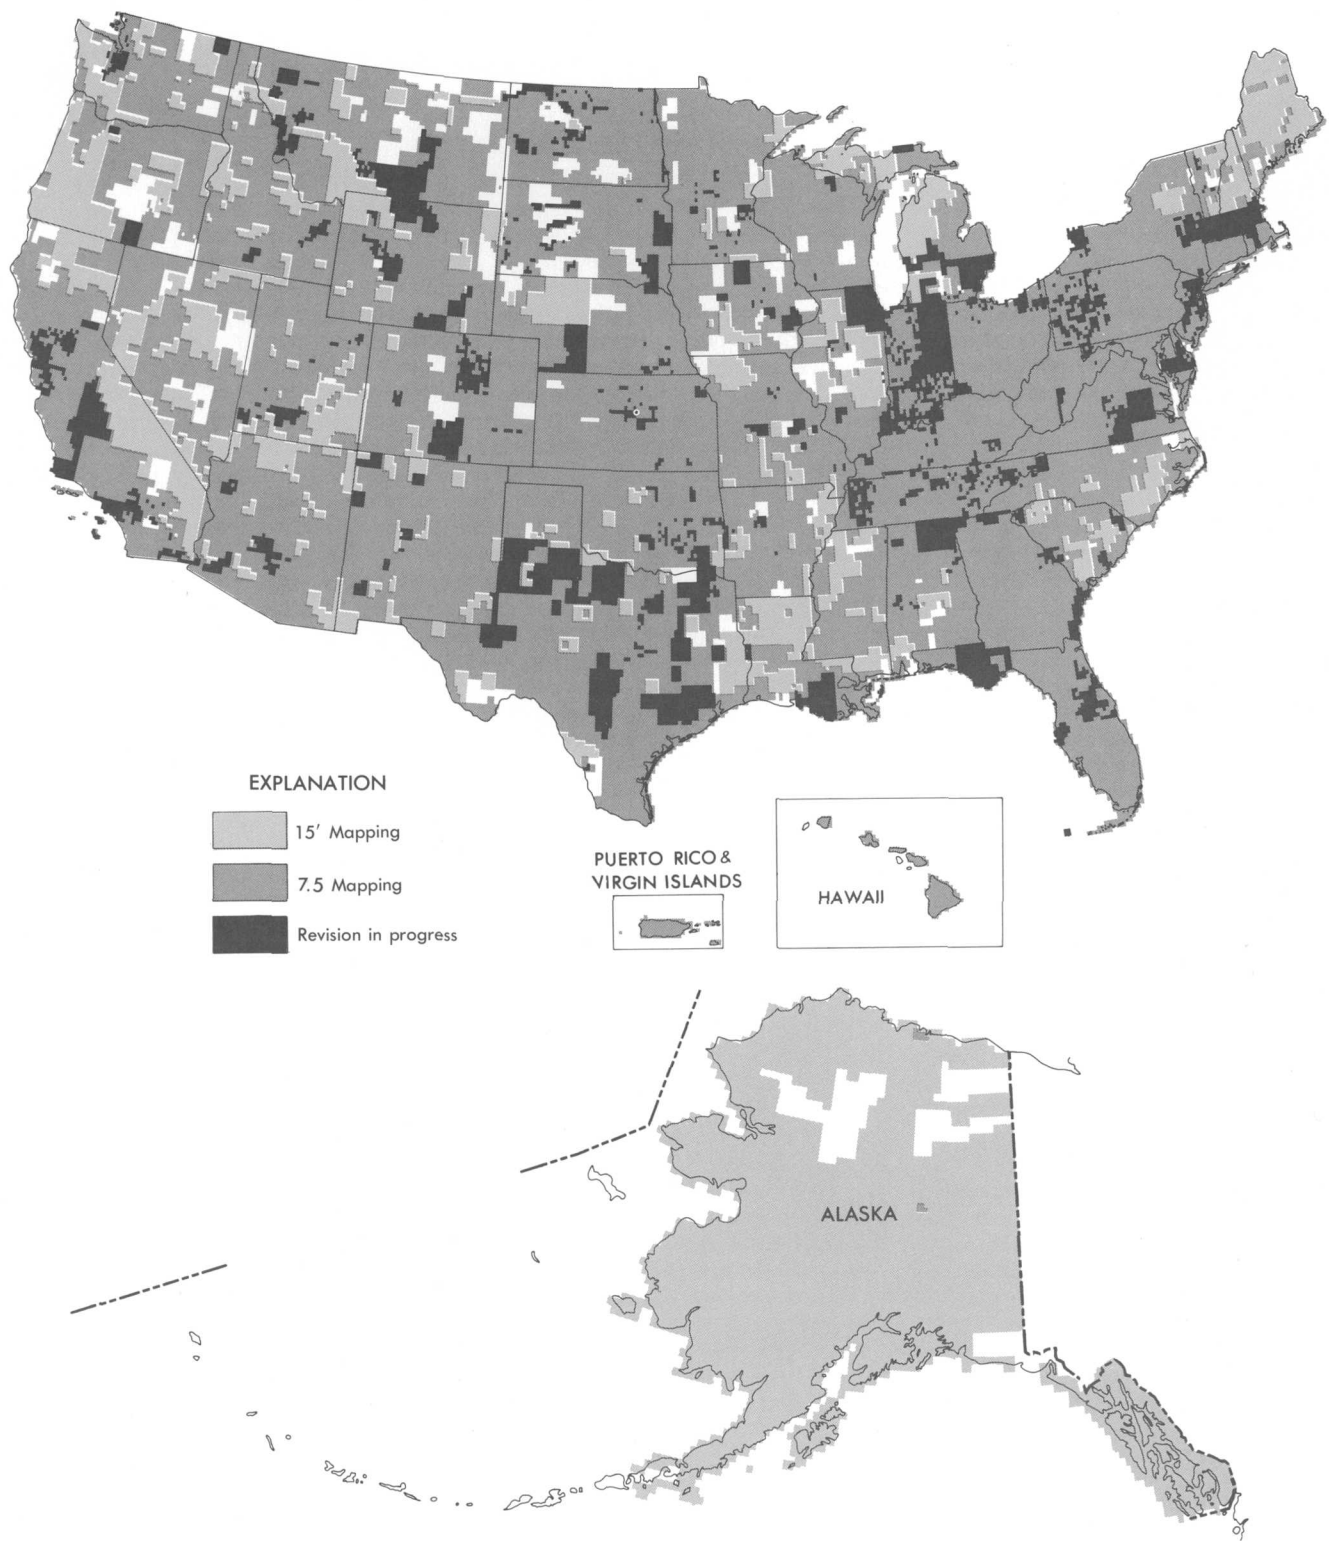 EXPLANATION
15′ Mapping
7.5 Mapping
Revision in progress
PUERTO RICO &
VIRGIN ISLANDS
HAWAII
ALASKA